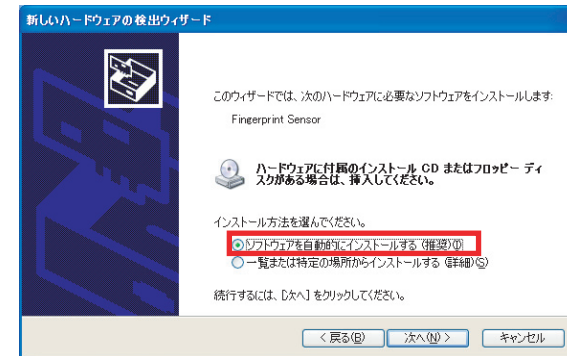 新しいハードウェアの検出ウィザード
このウィザードでは、次のハードウェアに必要なソフトウェアをインストールします:
Fingerprint Sensor
ハードウェアに付属のインストール CD またはフロッピー ディ
スクがある場合は、挿入してください。
インストール方法を選んでください。
ソフトウェアを自動的にインストールする (推奨)(I)
一覧または特定の場所からインストールする (詳細)(S)
続行するには、[次へ] をクリックしてください。
< 戻る(B) 次へ(N) > キャンセル